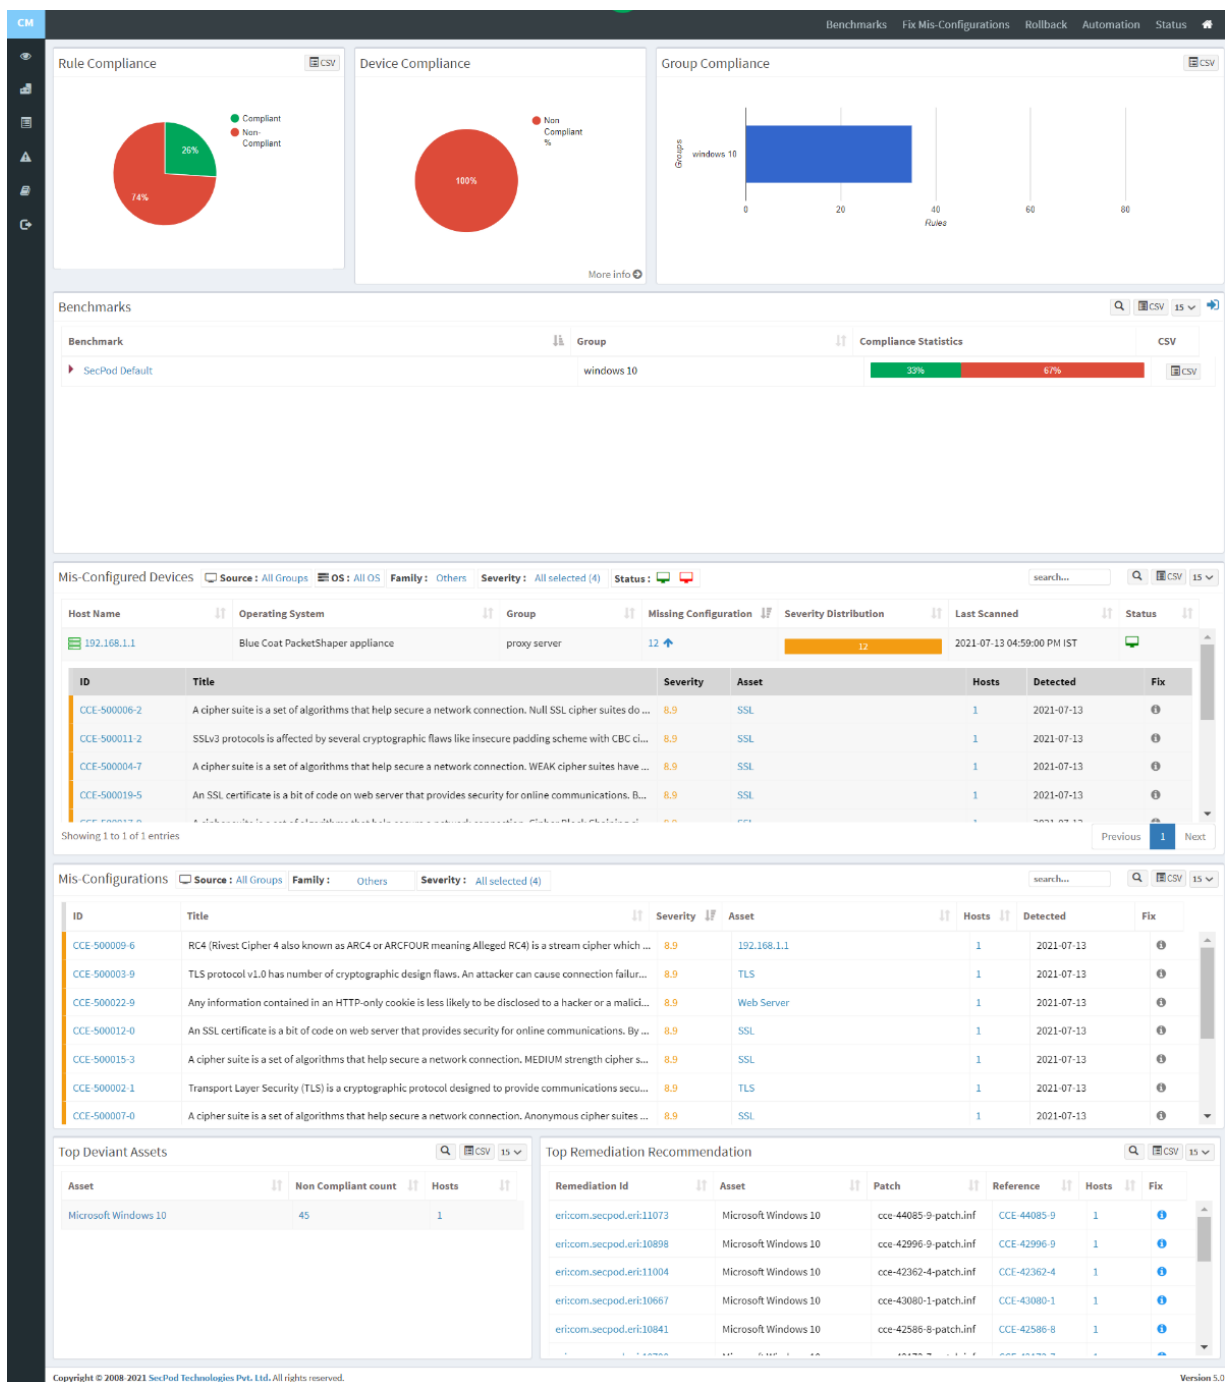 CM
Benchmarks Fix Mis-Configurations Rollback Automation Status
Rule Compliance CSV
Compliant
Non-
Compliant
26%
74%
Device Compliance
Non
Compliant
%
100%
More info
Group Compliance CSV
Groups
windows 10
0 20 40 60 80
Rules
Benchmarks CSV 15
Benchmark Group Compliance Statistics CSV
SecPod Default windows 10 33% 67% CSV
Mis-Configured Devices Source : All Groups OS : All OS Family : Others Severity : All selected (4) Status : search... CSV 15
Host Name Operating System Group Missing Configuration Severity Distribution Last Scanned Status
192.168.1.1 Blue Coat PacketShaper appliance proxy server 12 12 2021-07-13 04:59:00 PM IST
ID Title Severity Asset Hosts Detected Fix
CCE-500006-2 A cipher suite is a set of algorithms that help secure a network connection. Null SSL cipher suites do ... 8.9 SSL 1 2021-07-13
CCE-500011-2 SSLv3 protocols is affected by several cryptographic flaws like insecure padding scheme with CBC ci... 8.9 SSL 1 2021-07-13
CCE-500004-7 A cipher suite is a set of algorithms that help secure a network connection. WEAK cipher suites have ... 8.9 SSL 1 2021-07-13
CCE-500019-5 An SSL certificate is a bit of code on web server that provides security for online communications. B... 8.9 SSL 1 2021-07-13
Showing 1 to 1 of 1 entries Previous 1 Next
Mis-Configurations Source : All Groups Family : Others Severity : All selected (4) search... CSV 15
ID Title Severity Asset Hosts Detected Fix
CCE-500009-6 RC4 (Rivest Cipher 4 also known as ARC4 or ARCFOUR meaning Alleged RC4) is a stream cipher which ... 8.9 192.168.1.1 1 2021-07-13
CCE-500003-9 TLS protocol v1.0 has number of cryptographic design flaws. An attacker can cause connection failur... 8.9 TLS 1 2021-07-13
CCE-500022-9 Any information contained in an HTTP-only cookie is less likely to be disclosed to a hacker or a malici... 8.9 Web Server 1 2021-07-13
CCE-500012-0 An SSL certificate is a bit of code on web server that provides security for online communications. By ... 8.9 SSL 1 2021-07-13
CCE-500015-3 A cipher suite is a set of algorithms that help secure a network connection. MEDIUM strength cipher s... 8.9 SSL 1 2021-07-13
CCE-500002-1 Transport Layer Security (TLS) is a cryptographic protocol designed to provide communications secu... 8.9 TLS 1 2021-07-13
CCE-500007-0 A cipher suite is a set of algorithms that help secure a network connection. Anonymous cipher suites ... 8.9 SSL 1 2021-07-13
Top Deviant Assets CSV 15
Asset Non Compliant count Hosts
Microsoft Windows 10 45 1
Top Remediation Recommendation CSV 15
Remediation Id Asset Patch Reference Hosts Fix
eri:com.secpod.eri:11073 Microsoft Windows 10 cce-44085-9-patch.inf CCE-44085-9 1
eri:com.secpod.eri:10898 Microsoft Windows 10 cce-42996-9-patch.inf CCE-42996-9 1
eri:com.secpod.eri:11004 Microsoft Windows 10 cce-42362-4-patch.inf CCE-42362-4 1
eri:com.secpod.eri:10667 Microsoft Windows 10 cce-43080-1-patch.inf CCE-43080-1 1
eri:com.secpod.eri:10841 Microsoft Windows 10 cce-42586-8-patch.inf CCE-42586-8 1
Copyright © 2008-2021 SecPod Technologies Pvt. Ltd. All rights reserved. Version 5.0